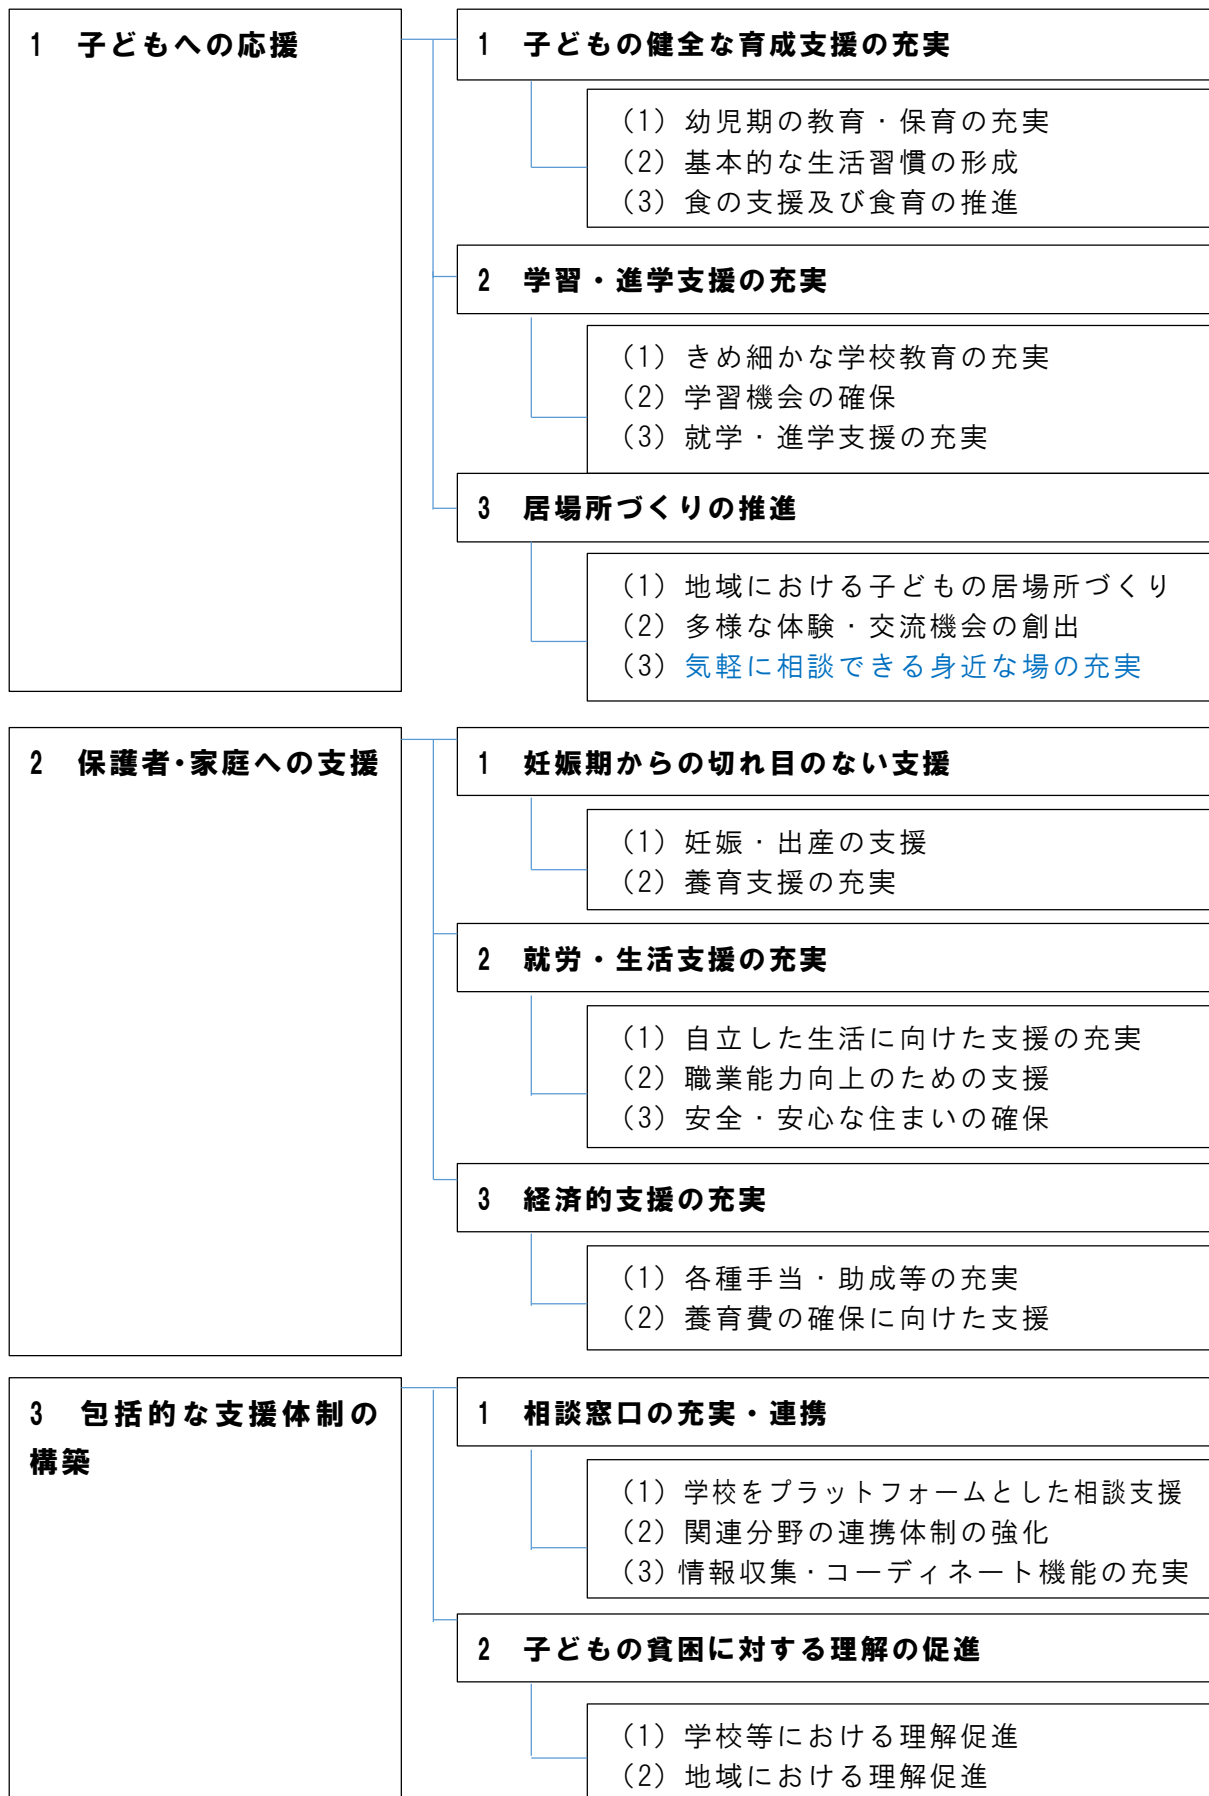 1　子どもへの応援
1　子どもの健全な育成支援の充実
(1) 幼児期の教育・保育の充実
(2) 基本的な生活習慣の形成
(3) 食の支援及び食育の推進
2　学習・進学支援の充実
(1) きめ細かな学校教育の充実
(2) 学習機会の確保
(3) 就学・進学支援の充実
3　居場所づくりの推進
(1) 地域における子どもの居場所づくり
(2) 多様な体験・交流機会の創出
(3) 気軽に相談できる身近な場の充実
2　保護者・家庭への支援
1　妊娠期からの切れ目のない支援
(1) 妊娠・出産の支援
(2) 養育支援の充実
2　就労・生活支援の充実
(1) 自立した生活に向けた支援の充実
(2) 職業能力向上のための支援
(3) 安全・安心な住まいの確保
3　経済的支援の充実
(1) 各種手当・助成等の充実
(2) 養育費の確保に向けた支援
3　包括的な支援体制の
構築
1　相談窓口の充実・連携
(1) 学校をプラットフォームとした相談支援
(2) 関連分野の連携体制の強化
(3) 情報収集・コーディネート機能の充実
2　子どもの貧困に対する理解の促進
(1) 学校等における理解促進
(2) 地域における理解促進